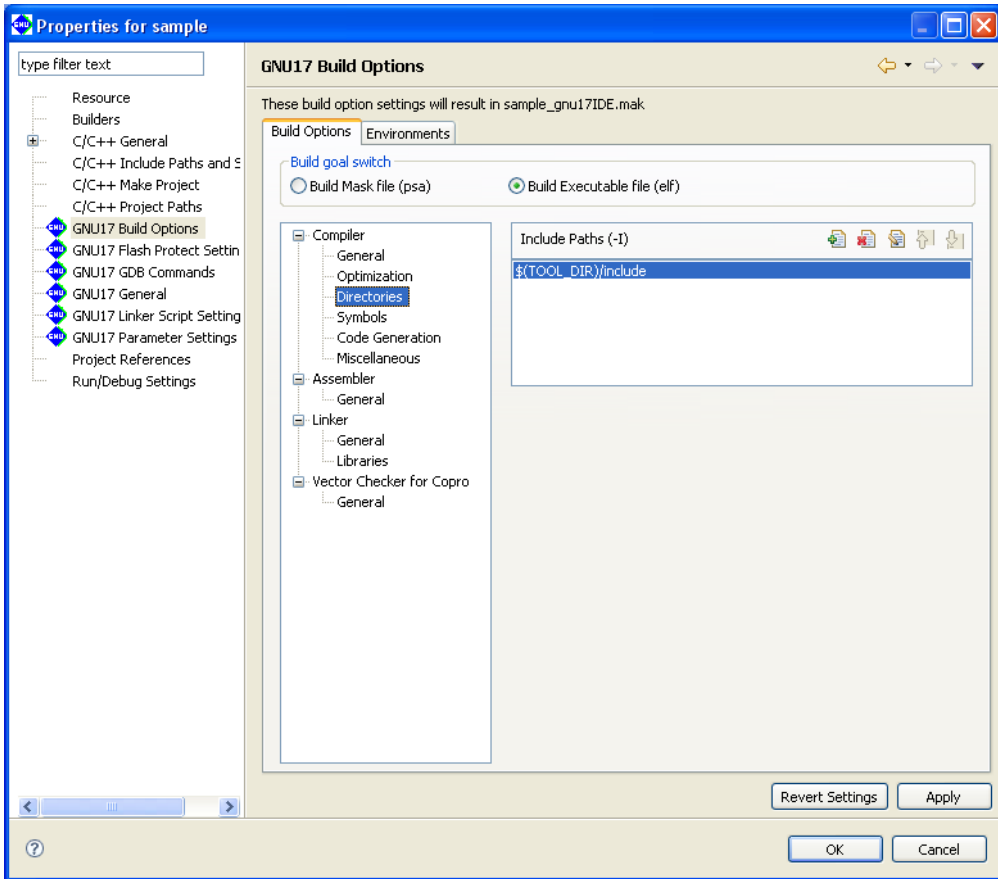 Properties for sample
type filter text
Resource
Builders
C/C++ General
C/C++ Include Paths and S
C/C++ Make Project
C/C++ Project Paths
GNU17 Build Options
GNU17 Flash Protect Settin
GNU17 GDB Commands
GNU17 General
GNU17 Linker Script Setting
GNU17 Parameter Settings
Project References
Run/Debug Settings
GNU17 Build Options
These build option settings will result in sample_gnu17IDE.mak
Build Options
Environments
Build goal switch
Build Mask file (psa)
Build Executable file (elf)
Compiler
General
Optimization
Directories
Symbols
Code Generation
Miscellaneous
Assembler
General
Linker
General
Libraries
Vector Checker for Copro
General
Include Paths (-I)
$(TOOL_DIR)/include
Revert Settings
Apply
OK
Cancel